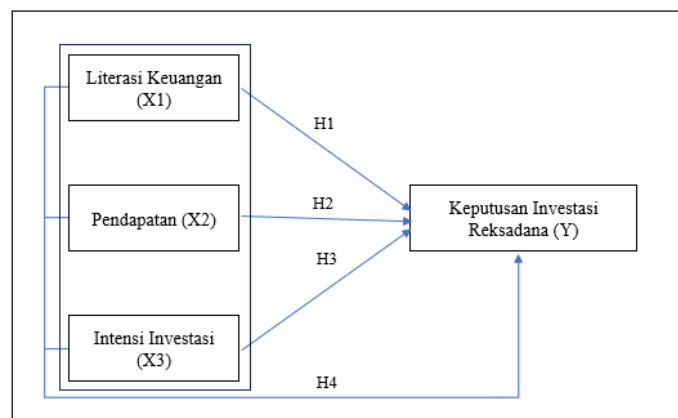 Literasi Keuangan
(X1)
H1
Pendapatan (X2)
H2
Keputusan Investasi
Reksadana (Y)
H3
Intensi Investasi
(X3)
H4